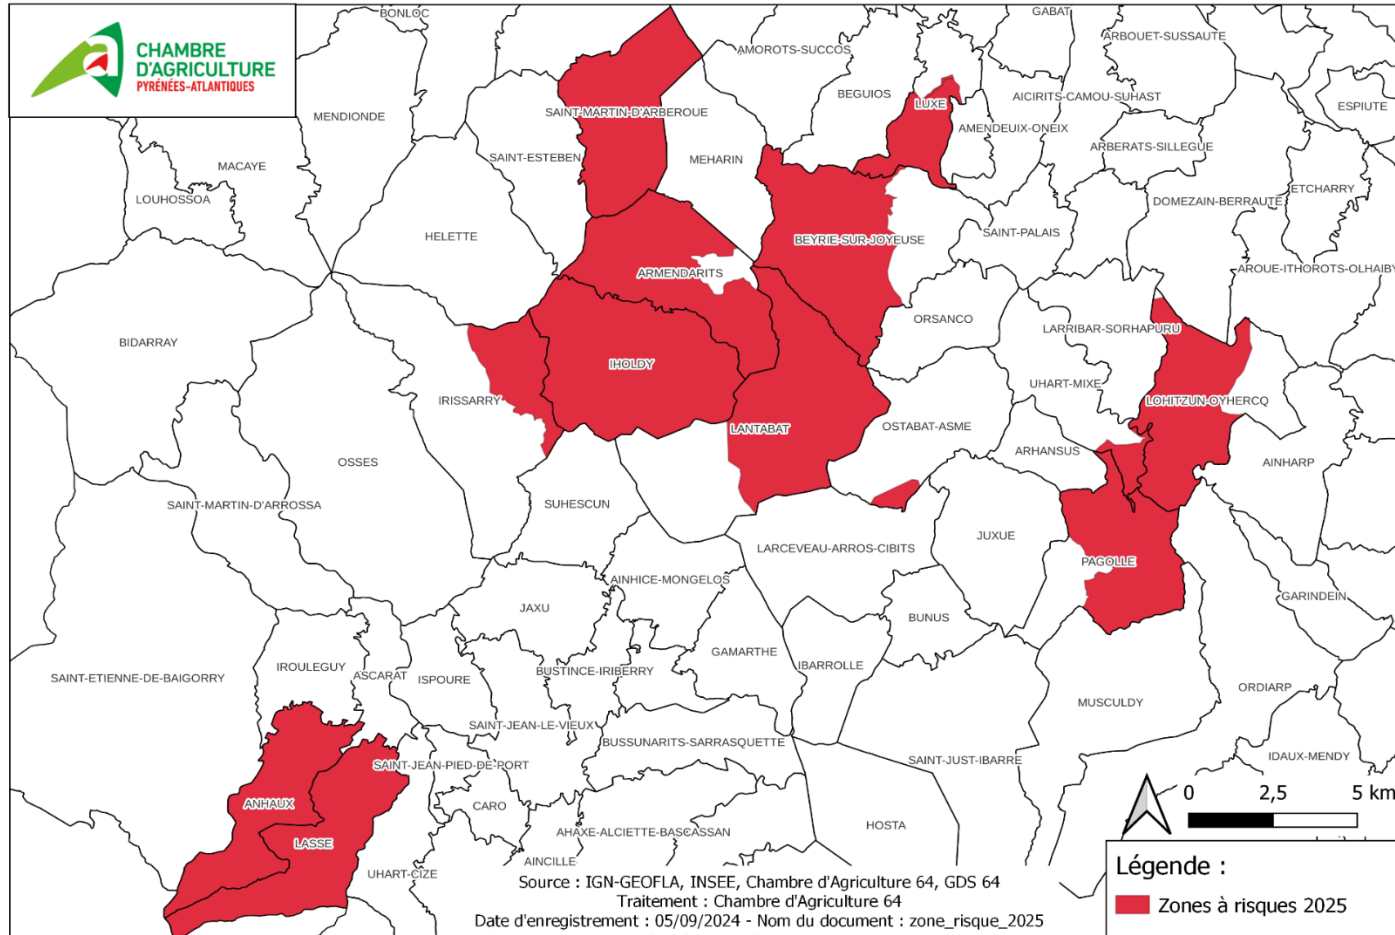 CHAMBRE
D'AGRICULTURE
PYRÉNÉES-ATLANTIQUES
BONLOC
GABAT
ARBOUET-SUSSAUTE
AMOROTS-SUCCOS
BEGUIOS
LUXE
AICIRITS-CAMOU-SUHAST
ESPIUTE
MENDIONDE
SAINT-MARTIN-D'ARBEROUE
AMENDEUIX-ONEIX
ARBERATS-SILLEGUE
SAINT-ESTEBEN
MEHARIN
MACAYE
LOUHOSSOA
ETCHARRY
DOMEZAIN-BERRAUTE
HELETTE
BEYRIE-SUR-JOYEUSE
SAINT-PALAIS
ARMENDARITS
AROUE-ITHOROTS-OLHAIBY
ORSANCO
LARRIBAR-SORHAPURU
BIDARRAY
IHOLDY
UHART-MIXE
IRISSARRY
LOHITZUN-OYHERCQ
LANTABAT
OSTABAT-ASME
ARHANSUS
OSSES
AINHARP
SAINT-MARTIN-D'ARROSSA
SUHESCUN
JUXUE
LARCEVEAU-ARROS-CIBITS
PAGOLLE
AINHICE-MONGELOS
GARINDEIN
JAXU
BUNUS
GAMARTHE
IROULEGUY
IBARROLLE
SAINT-ETIENNE-DE-BAIGORRY
ASCARAT
ISPOURE
BUSTINCE-IRIBERRY
ORDIARP
MUSCULDY
SAINT-JEAN-LE-VIEUX
BUSSUNARITS-SARRASQUETTE
SAINT-JEAN-PIED-DE-PORT
SAINT-JUST-IBARRE
IDAUX-MENDY
ANHAUX
CARO
HOSTA
AHAXE-ALCIETTE-BASCASSAN
LASSE
AINCILLE
UHART-CIZE
0 2,5 5 km
Légende :
Zones à risques 2025
Source : IGN-GEOFLA, INSEE, Chambre d'Agriculture 64, GDS 64
Traitement : Chambre d'Agriculture 64
Date d'enregistrement : 05/09/2024 - Nom du document : zone_risque_2025